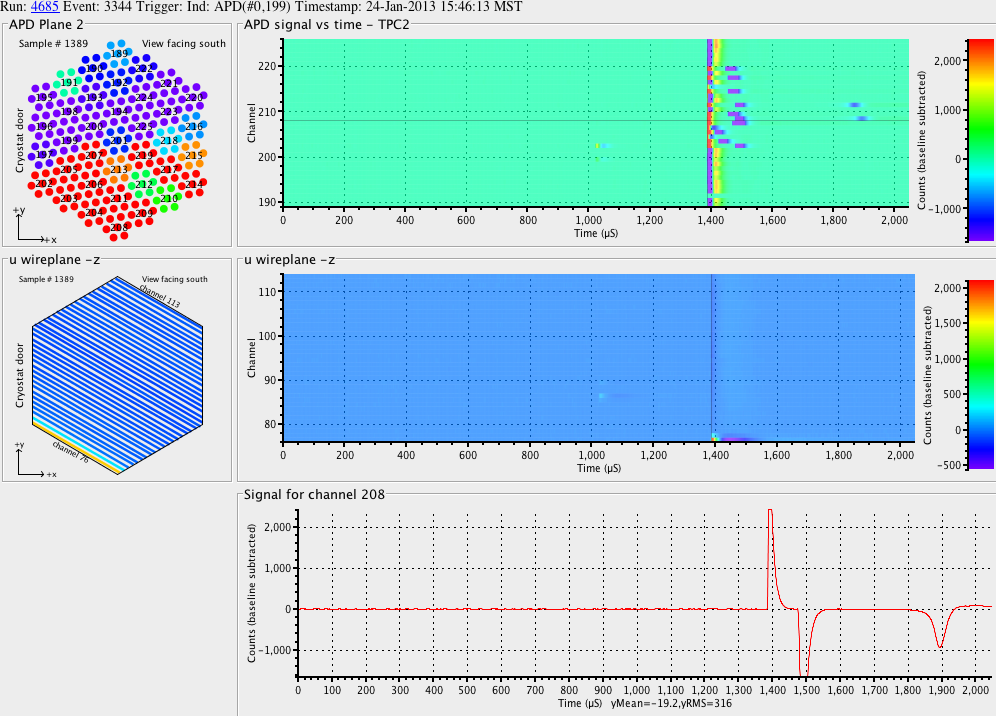 Run: 4685 Event: 3344 Trigger: Ind: APD(#0,199) Timestamp: 24-Jan-2013 15:46:13 MST
APD Plane 2
Sample # 1389 View facing south
189
222
191
192
221
220
193
194
198
223
196
200
225
216
199
201
218
197
207
219
215
205
213
217
202
206
212
214
203
211
210
204
209
208
Cryostat door
+y
+x
APD signal vs time - TPC2
Channel
220
210
200
190
0 200 400 600 800 1,000 1,200 1,400 1,600 1,800 2,000
Time (µS)
Counts (baseline subtracted)
2,000
1,000
0
-1,000
u wireplane -z
Sample # 1389 View facing south
channel 113
Cryostat door
channel 76
+y
+x
u wireplane -z
Channel
110
100
90
80
0 200 400 600 800 1,000 1,200 1,400 1,600 1,800 2,000
Time (µS)
Counts (baseline subtracted)
2,000
1,500
1,000
500
0
-500
Signal for channel 208
Counts (baseline subtracted)
2,000
1,000
0
-1,000
0 100 200 300 400 500 600 700 800 900 1,000 1,100 1,200 1,300 1,400 1,500 1,600 1,700 1,800 1,900 2,000
Time (µS) yMean=-19.2,yRMS=316